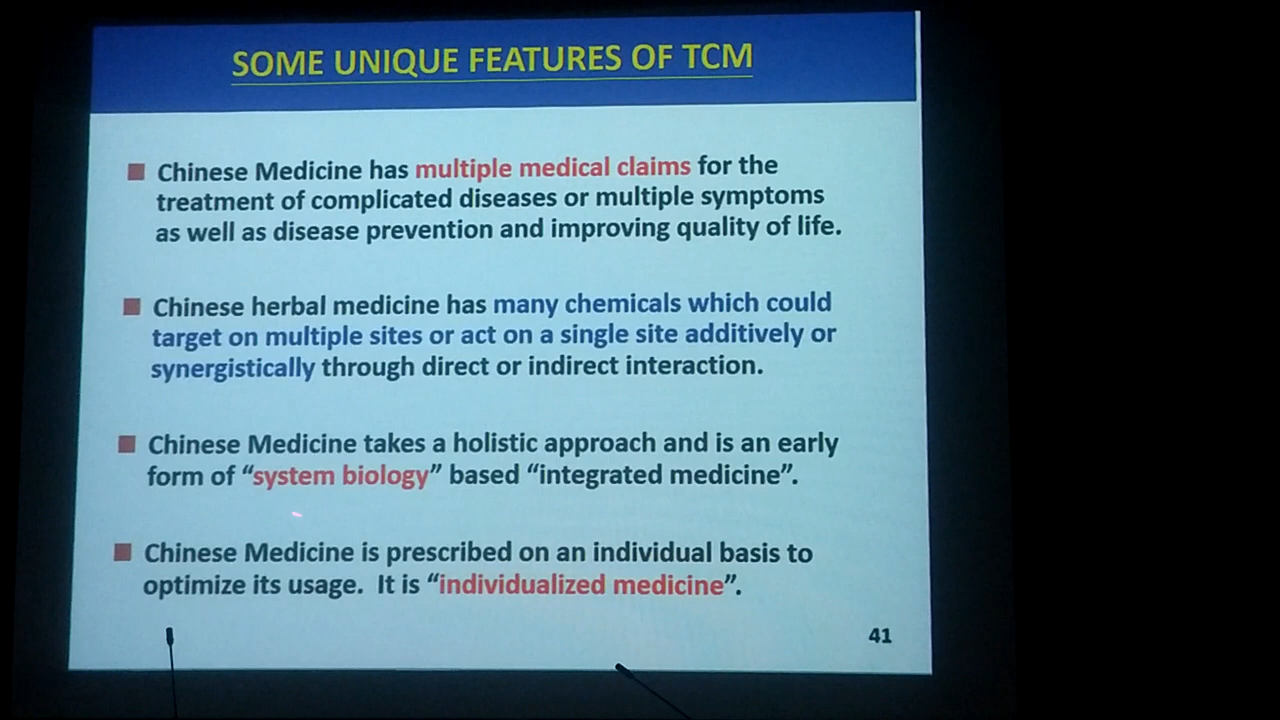 SOME UNIQUE FEATURES OF TCM
Chinese Medicine has multiple medical claims for the
treatment of complicated diseases or multiple symptoms
as well as disease prevention and improving quality of life.
Chinese herbal medicine has many chemicals which could
target on multiple sites or act on a single site additively or
synergistically through direct or indirect interaction.
Chinese Medicine takes a holistic approach and is an early
form of “system biology” based “integrated medicine”.
Chinese Medicine is prescribed on an individual basis to
optimize its usage. It is “individualized medicine”.
41